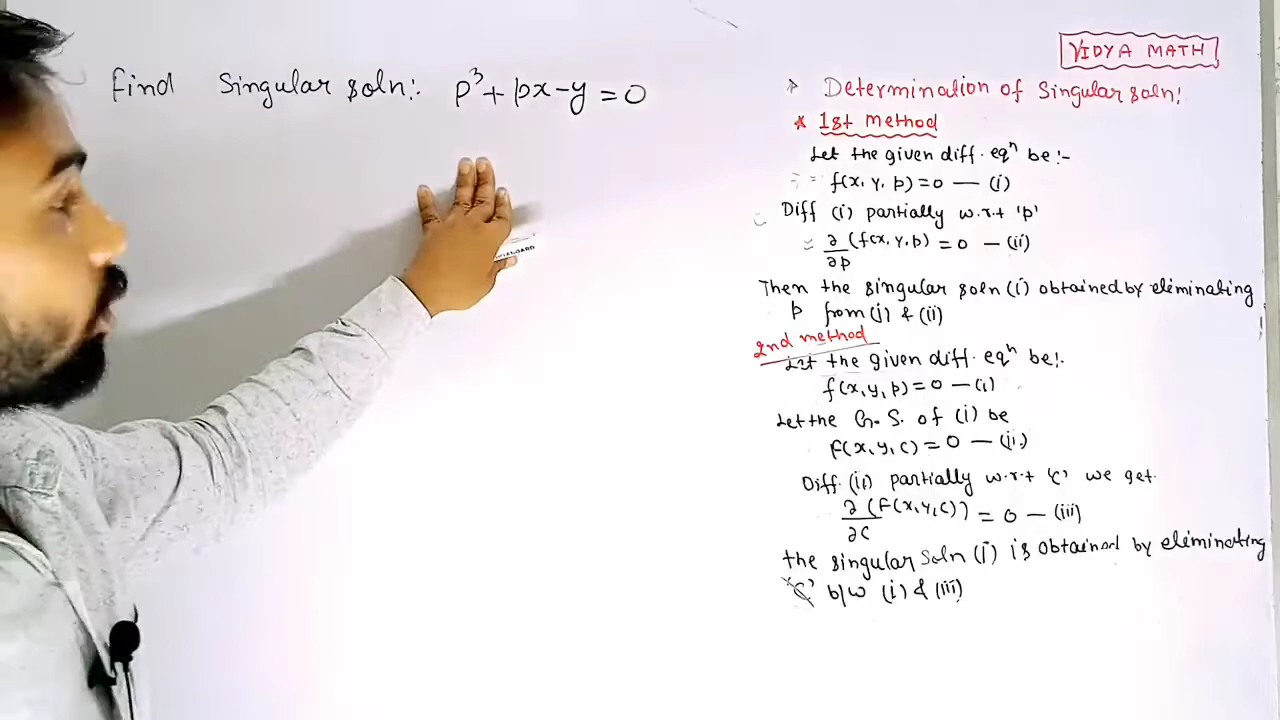 Find Singular soln:- p³+px-y=0
VIDYA MATH
Determination of Singular soln:
* 1st method
Let the given diff. eqⁿ be:-
f(x, y, p)=0 — (i)
Diff (i) partially w.r.t 'p'
∂/∂p (f(x, y, p)) = 0 — (ii)
Then the singular soln (i) obtained by eliminating
p from (i) & (ii)
2nd method
Let the given diff. eqⁿ be:-
f(x, y, p)=0 — (i)
Let the G. S. of (i) be
F(x, y, c) = 0 — (ii)
Diff. (ii) partially w.r.t 'c' we get.
∂/∂c (F(x, y, c)) = 0 — (iii)
the singular soln (i) is obtained by eliminating
'c' b/w (i) & (iii)